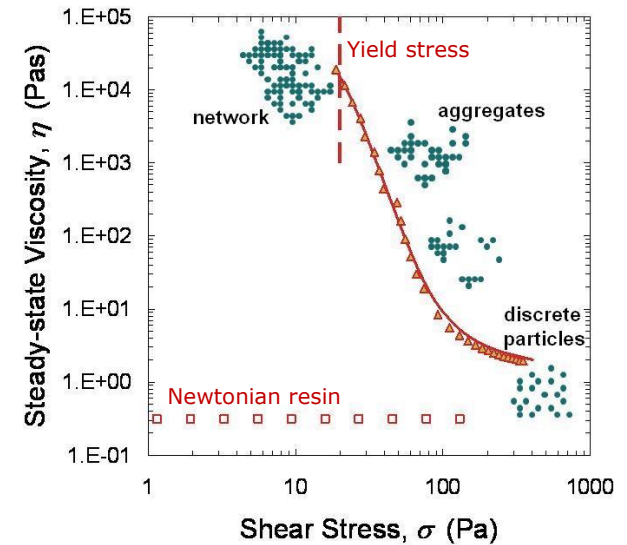 1.E+05
1.E+04
1.E+03
1.E+02
1.E+01
1.E+00
1.E-01
Steady-state Viscosity, η (Pas)
Yield stress
network
aggregates
discrete
particles
Newtonian resin
1
10
100
1000
Shear Stress, σ (Pa)